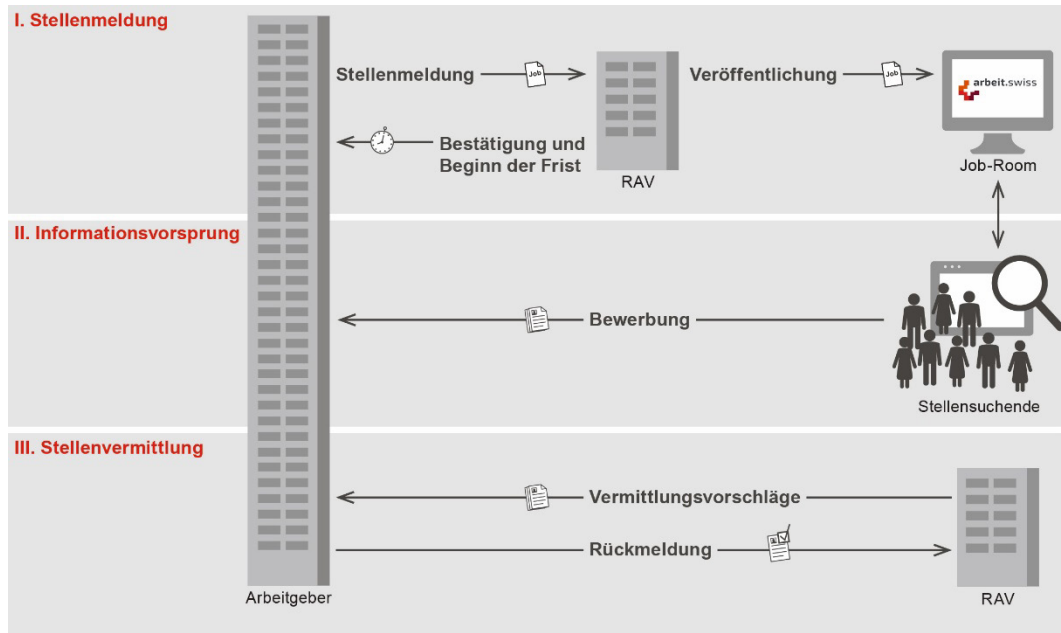 I. Stellenmeldung
Stellenmeldung
Job
Veröffentlichung
Job
arbeit.swiss
Bestätigung und
Beginn der Frist
RAV
Job-Room
II. Informationsvorsprung
Bewerbung
Stellensuchende
III. Stellenvermittlung
Vermittlungsvorschläge
Rückmeldung
Arbeitgeber
RAV